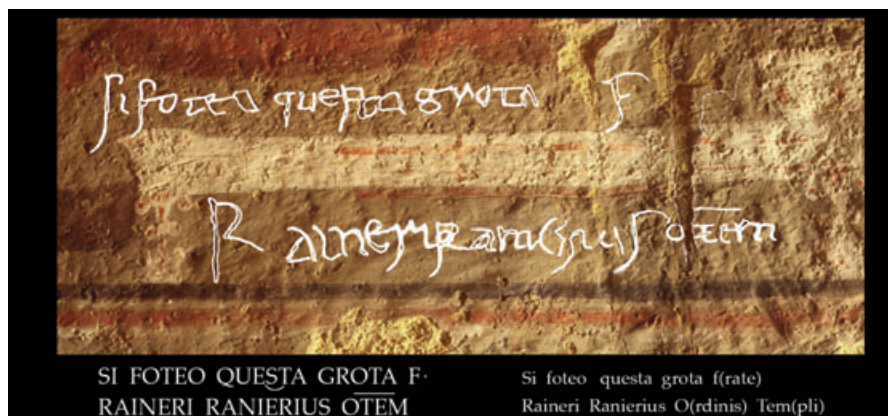 si foteo questa grota F
Raineri Ranierius otem
SI FOTEO QUESTA GROTA F·
RAINERI RANIERIUS OTEM
Si foteo questa grota f(rate)
Raineri Ranierius O(rdinis) Tem(pli)